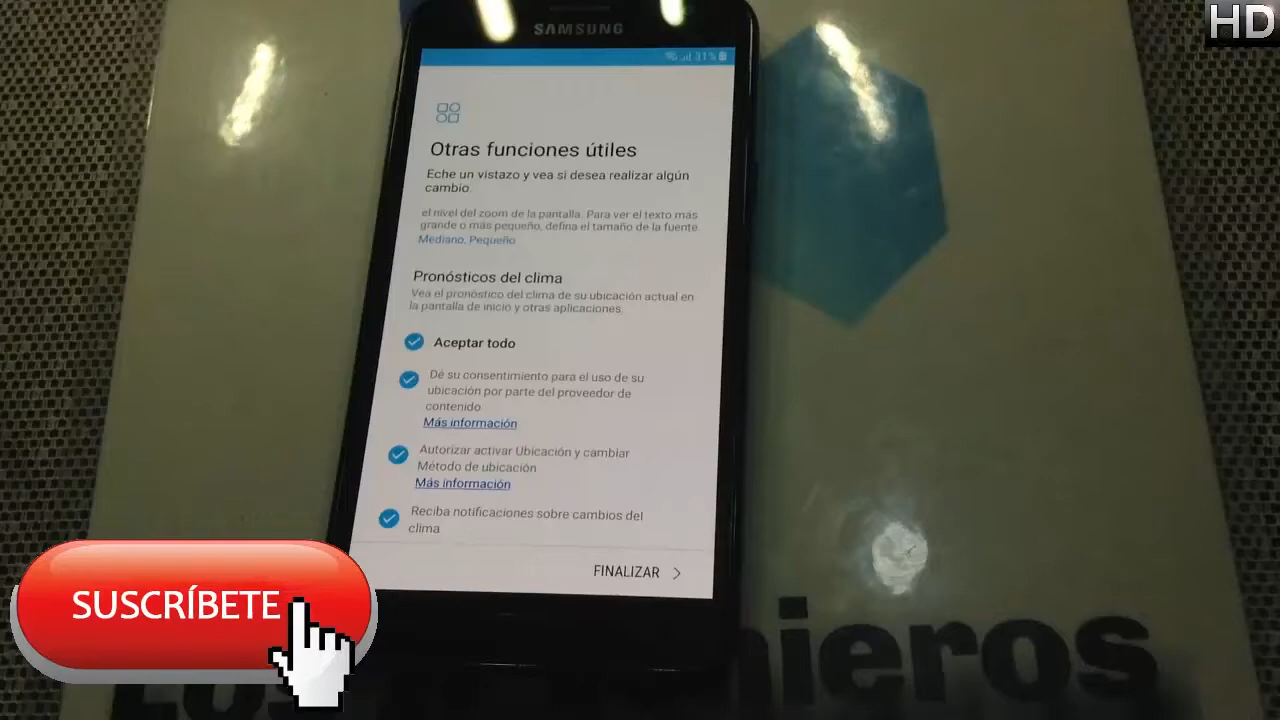 HD
SAMSUNG
31%
Otras funciones útiles
Eche un vistazo y vea si desea realizar algún
cambio.
el nivel del zoom de la pantalla. Para ver el texto más
grande o más pequeño, defina el tamaño de la fuente.
Mediano, Pequeño
Pronósticos del clima
Vea el pronóstico del clima de su ubicación actual en
la pantalla de inicio y otras aplicaciones.
Aceptar todo
Dé su consentimiento para el uso de su
ubicación por parte del proveedor de
contenido
Más información
Autorizar activar Ubicación y cambiar
Método de ubicación
Más información
Reciba notificaciones sobre cambios del
clima
FINALIZAR
SUSCRÍBETE